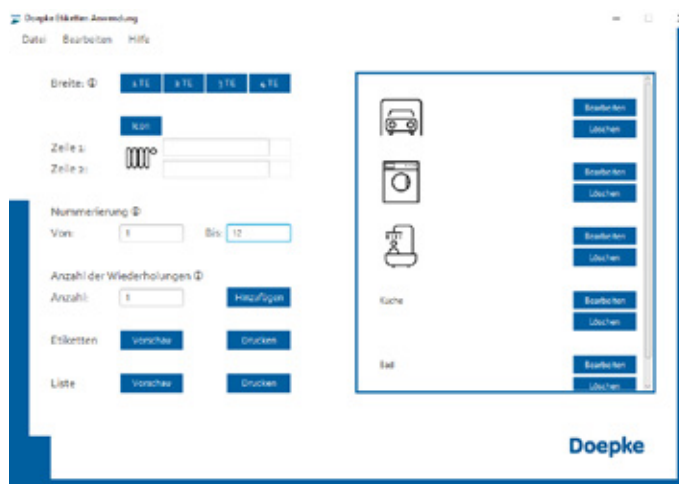 Doepke Etiketten Anwendung
Datei Bearbeiten Hilfe
Breite: ⓘ 1 TE 2 TE 3 TE 4 TE
Icon
Zeile 1:
Zeile 2:
Nummerierung ⓘ
Von: 1 Bis: 12
Anzahl der Wiederholungen ⓘ
Anzahl: 1 Hinzufügen
Etiketten Vorschau Drucken
Liste Vorschau Drucken
Bearbeiten
Löschen
Bearbeiten
Löschen
Bearbeiten
Löschen
Küche Bearbeiten
Löschen
Bad Bearbeiten
Löschen
Doepke